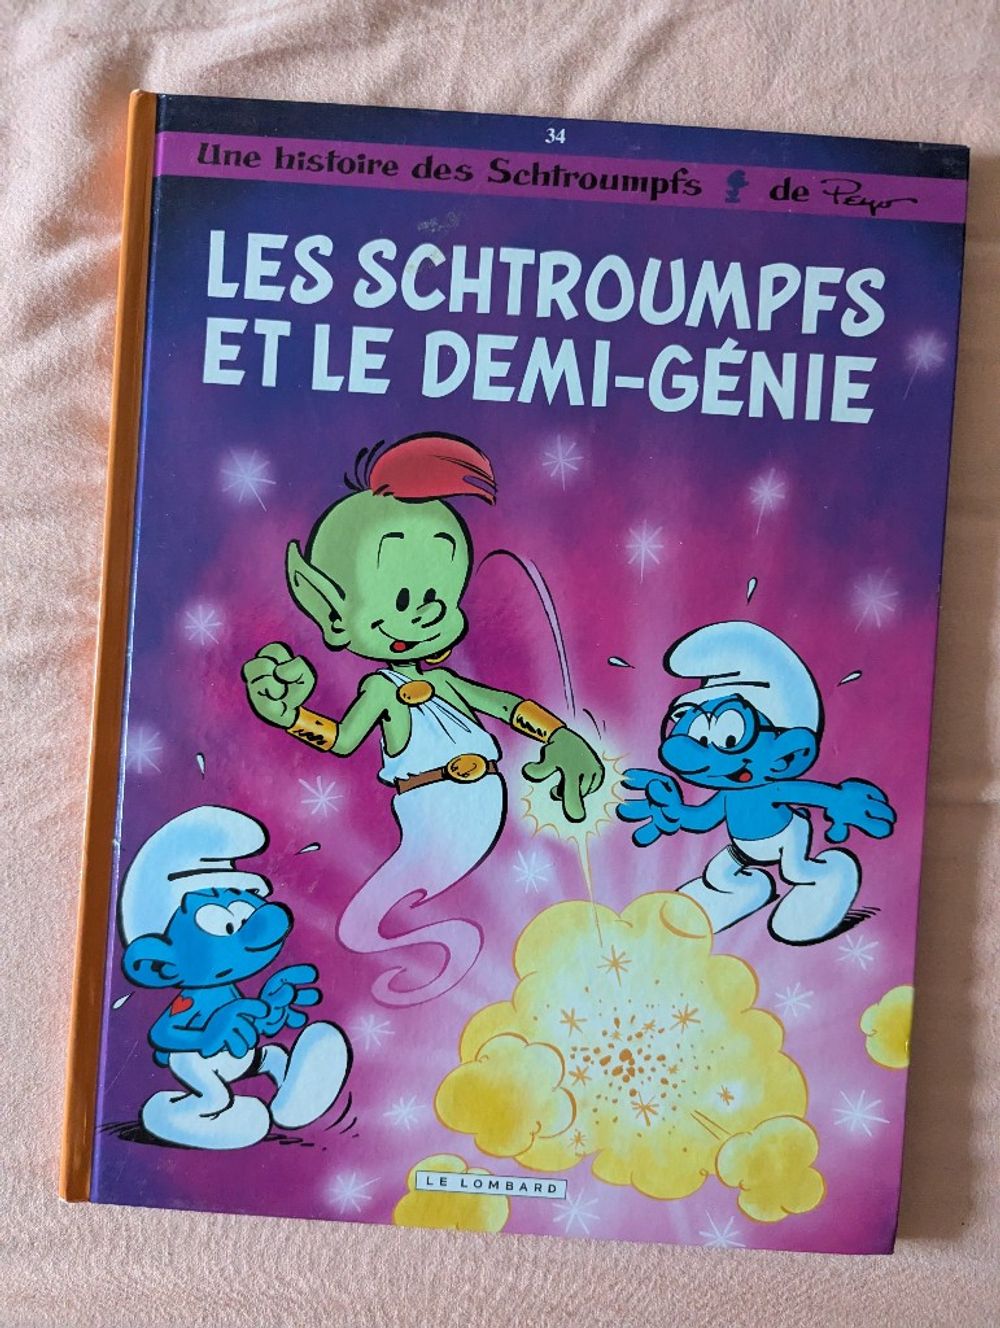 34
Une histoire des Schtroumpfs de Peyo
LES SCHTROUMPFS
ET LE DEMI-GÉNIE
LE LOMBARD